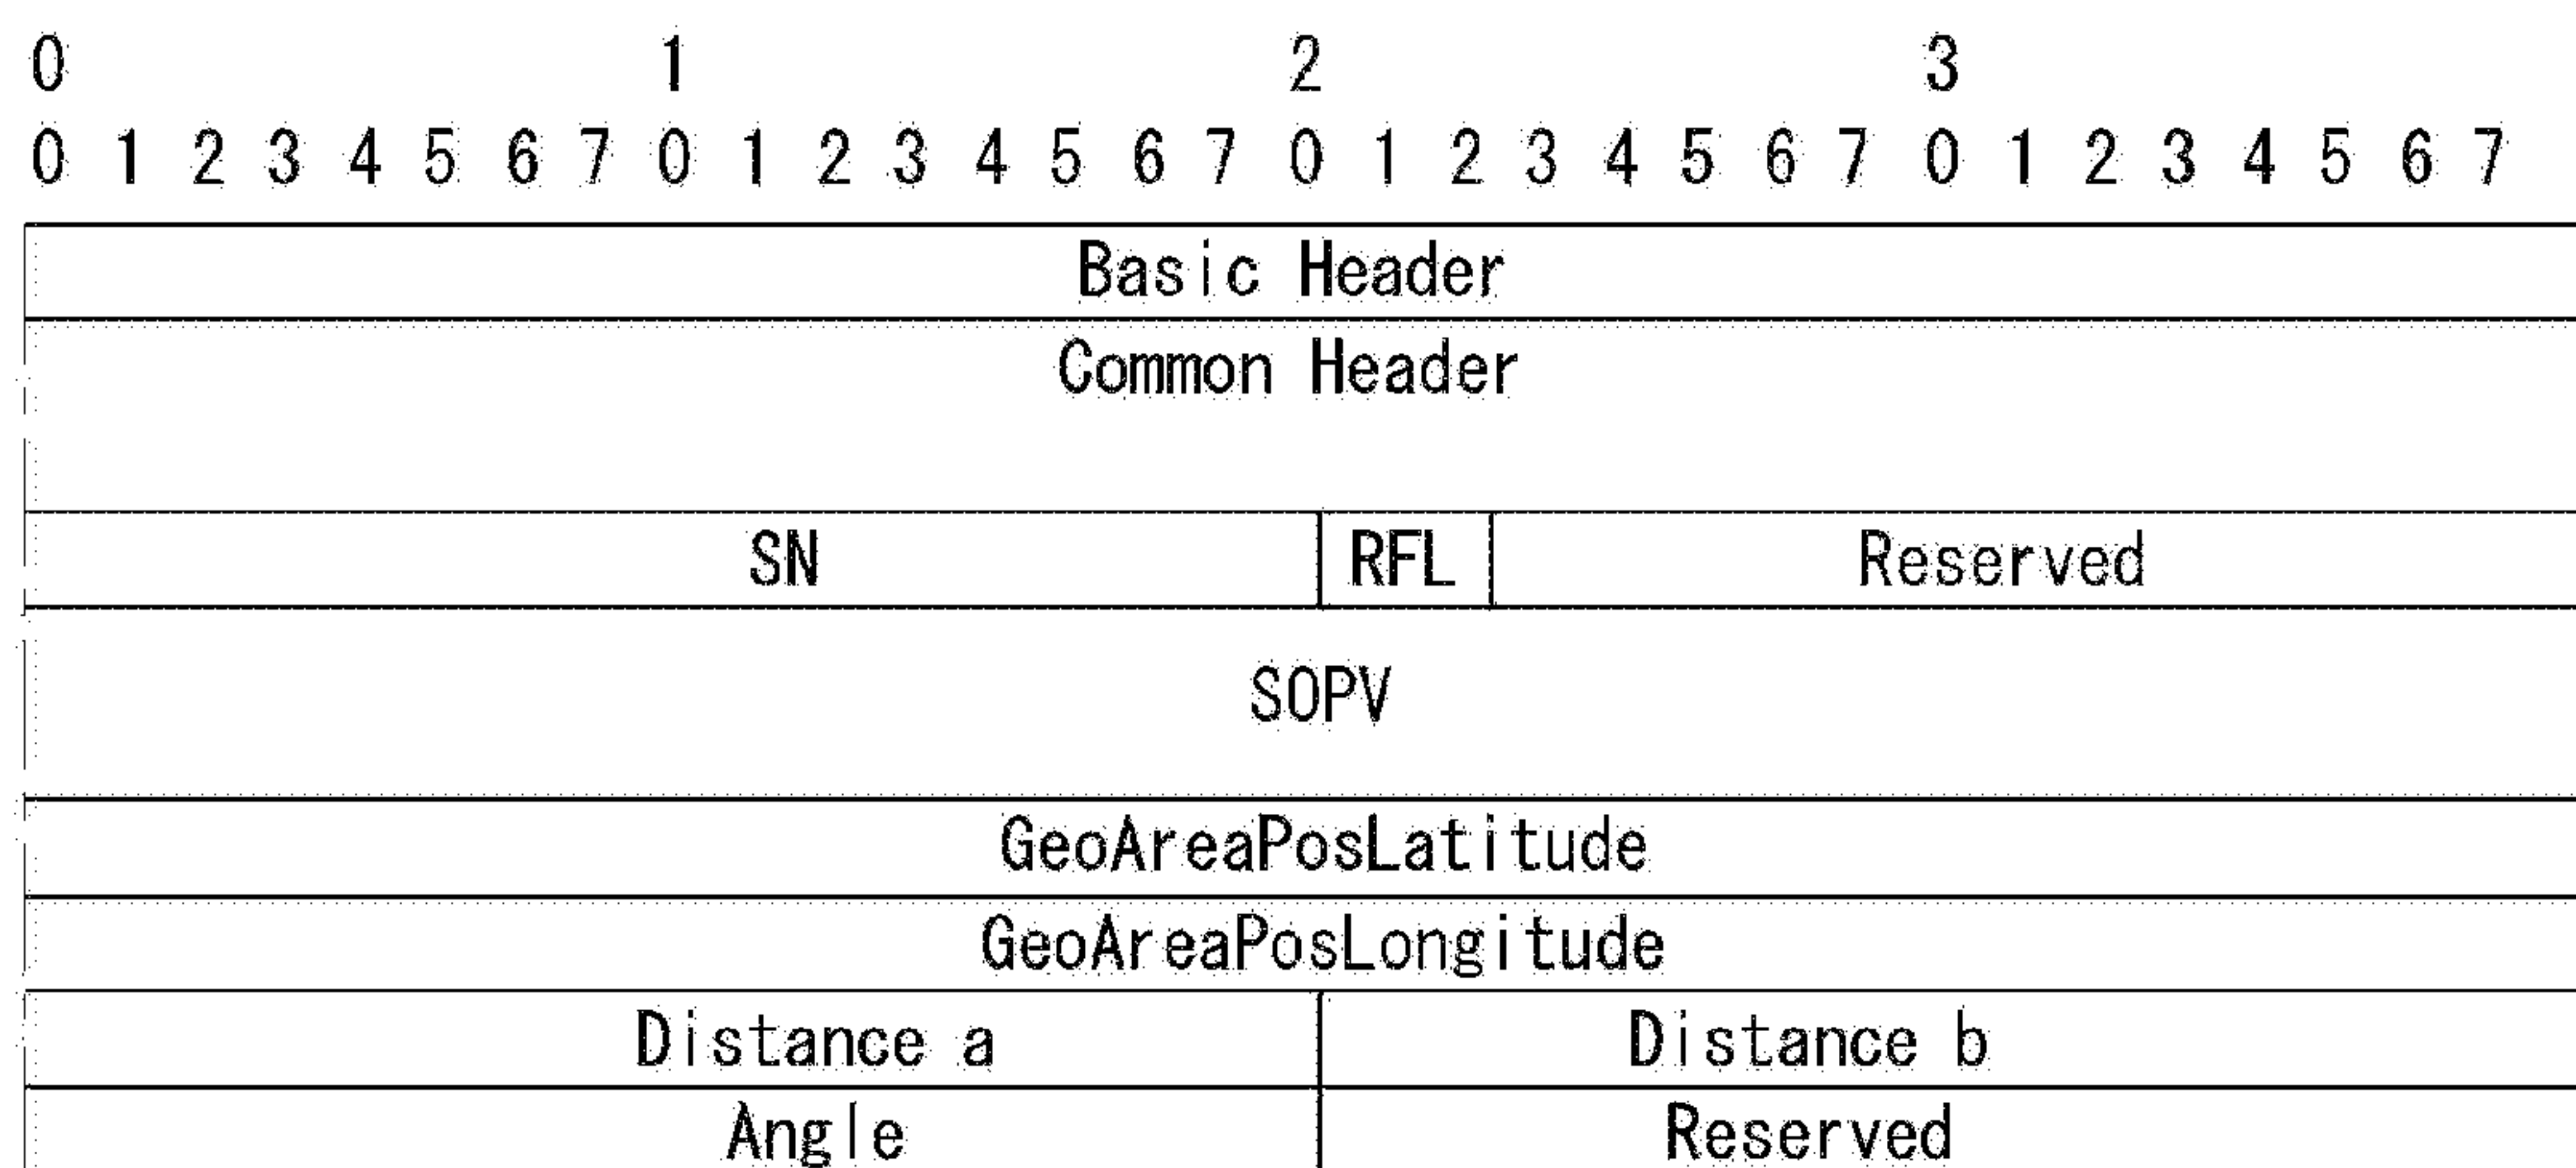 0 1 2 3
0 1 2 3 4 5 6 7 0 1 2 3 4 5 6 7 0 1 2 3 4 5 6 7 0 1 2 3 4 5 6 7
Basic Header
Common Header
SN RFL Reserved
SOPV
GeoAreaPosLatitude
GeoAreaPosLongitude
Distance a Distance b
Angle Reserved